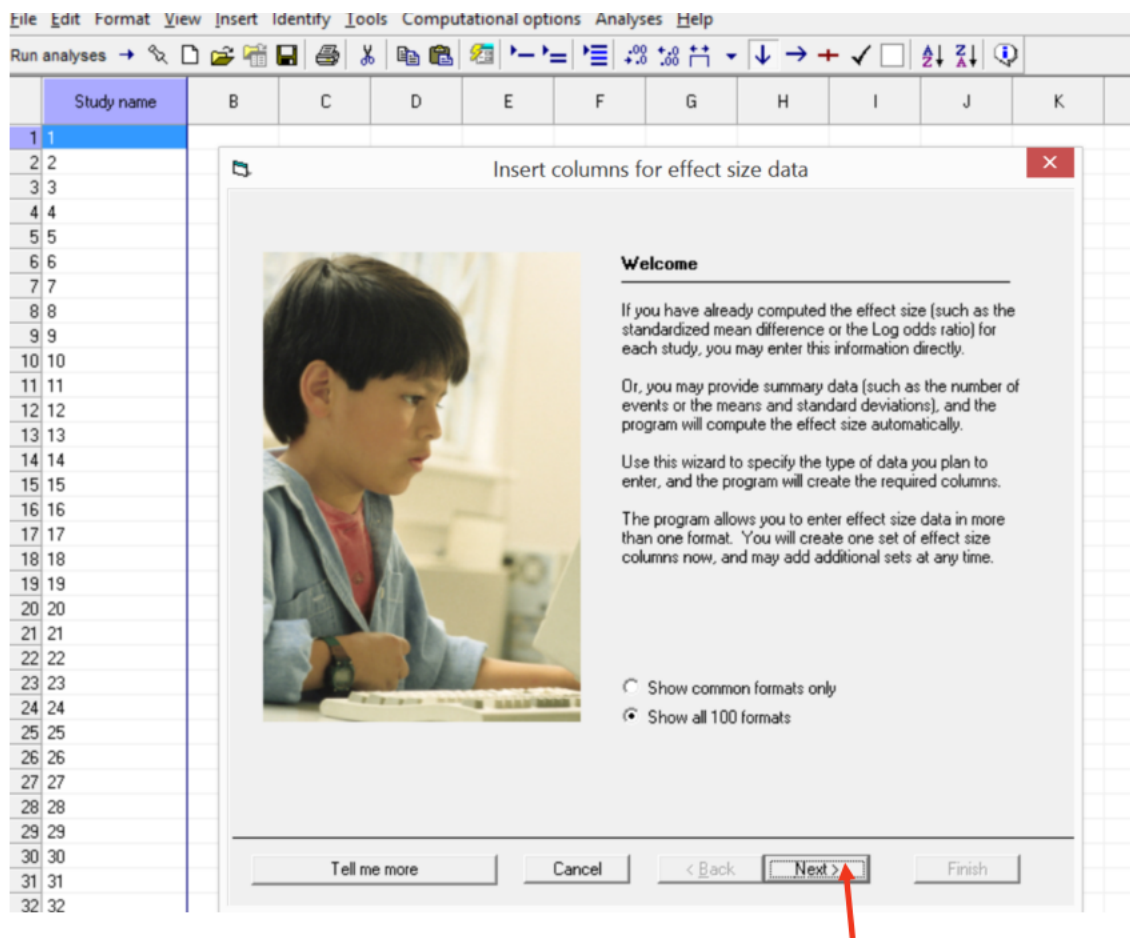 File Edit Format View Insert Identify Tools Computational options Analyses Help
Run analyses
Study name B C D E F G H I J K
1 1
2 2
3 3
4 4
5 5
6 6
7 7
8 8
9 9
10 10
11 11
12 12
13 13
14 14
15 15
16 16
17 17
18 18
19 19
20 20
21 21
22 22
23 23
24 24
25 25
26 26
27 27
28 28
29 29
30 30
31 31
32 32
Insert columns for effect size data
Welcome
If you have already computed the effect size (such as the
standardized mean difference or the Log odds ratio) for
each study, you may enter this information directly.
Or, you may provide summary data (such as the number of
events or the means and standard deviations), and the
program will compute the effect size automatically.
Use this wizard to specify the type of data you plan to
enter, and the program will create the required columns.
The program allows you to enter effect size data in more
than one format. You will create one set of effect size
columns now, and may add additional sets at any time.
Show common formats only
Show all 100 formats
Tell me more Cancel < Back Next > Finish